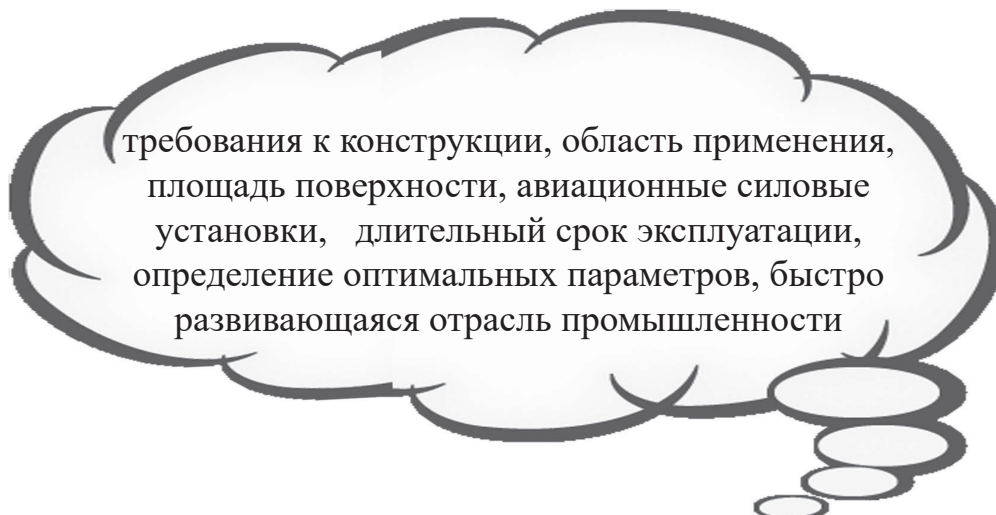 требования к конструкции, область применения,
площадь поверхности, авиационные силовые
установки, длительный срок эксплуатации,
определение оптимальных параметров, быстро
развивающаяся отрасль промышленности